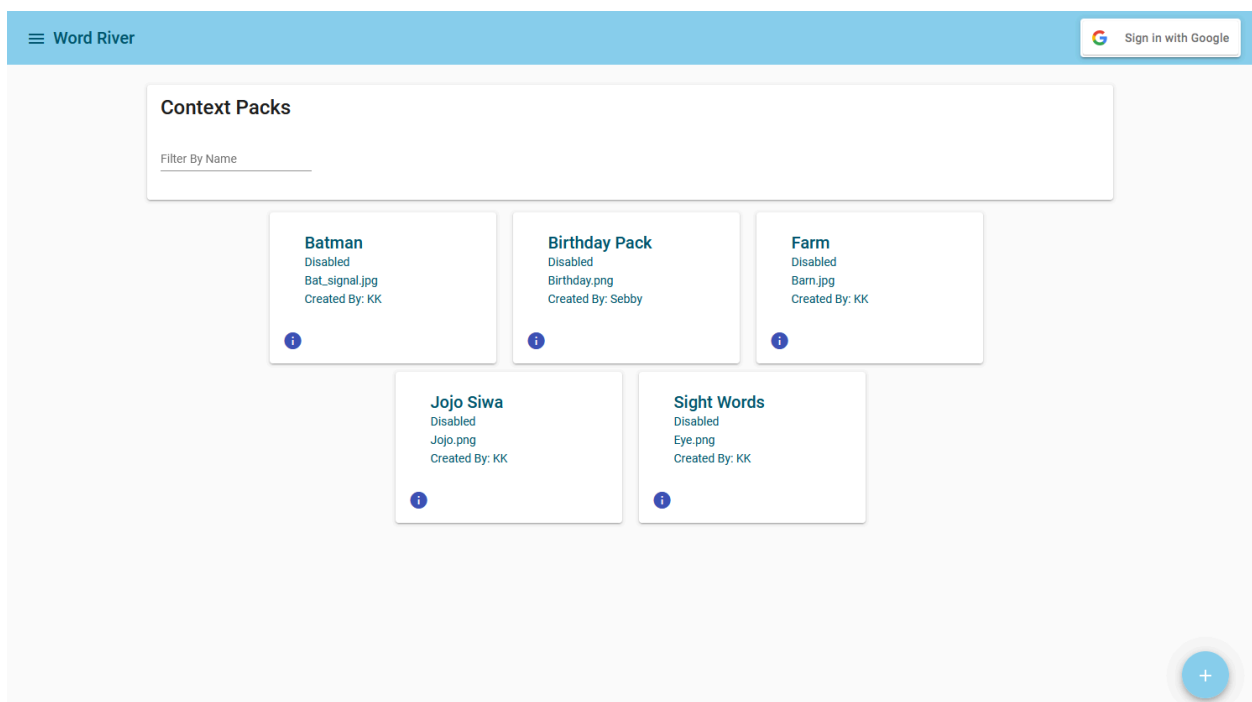 Word River
Sign in with Google
Context Packs
Filter By Name
Batman
Disabled
Bat_signal.jpg
Created By: KK
Birthday Pack
Disabled
Birthday.png
Created By: Sebby
Farm
Disabled
Barn.jpg
Created By: KK
Jojo Siwa
Disabled
Jojo.png
Created By: KK
Sight Words
Disabled
Eye.png
Created By: KK